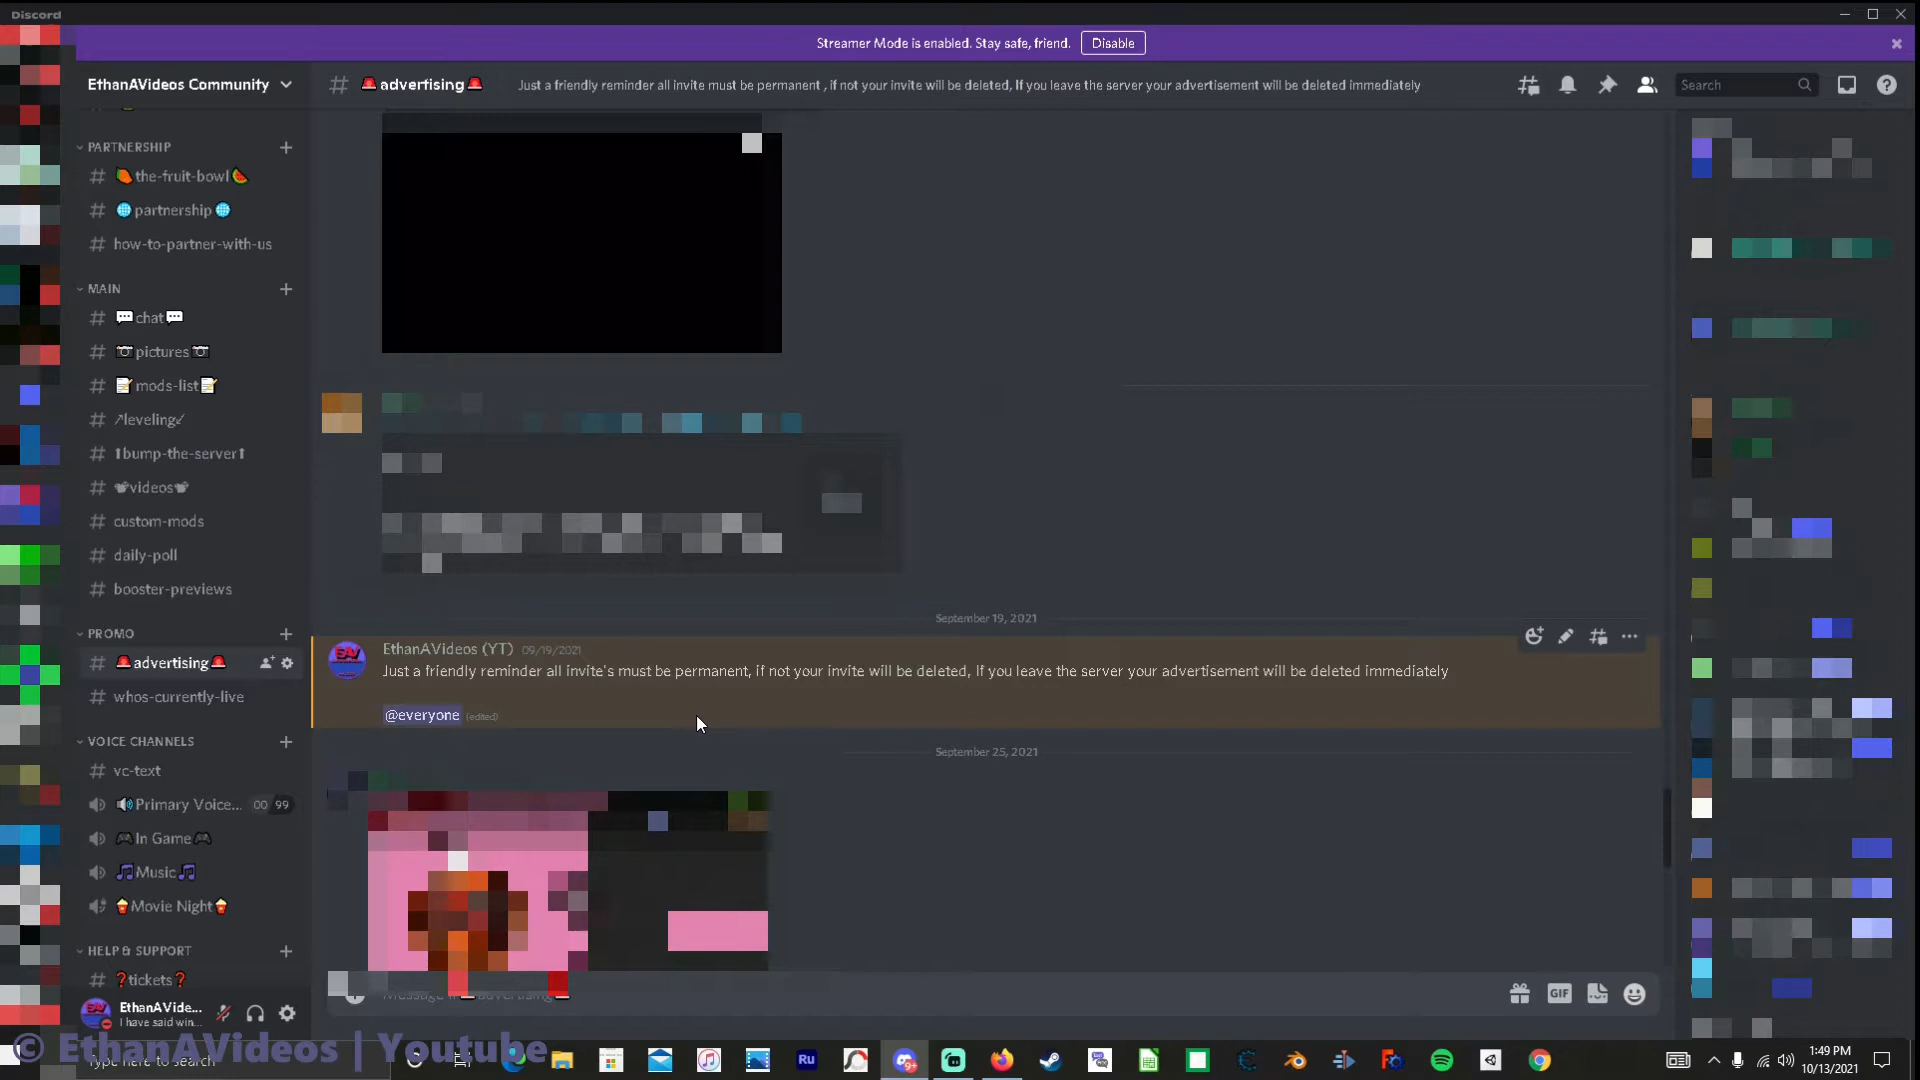 Discord
Streamer Mode is enabled. Stay safe, friend. Disable
EthanAVideos Community
advertising
Just a friendly reminder all invite must be permanent , if not your invite will be deleted, If you leave the server your advertisement will be deleted immediately
Search
PARTNERSHIP
the-fruit-bowl
partnership
how-to-partner-with-us
MAIN
chat
pictures
mods-list
leveling
bump-the-server
videos
custom-mods
daily-poll
booster-previews
PROMO
advertising
whos-currently-live
VOICE CHANNELS
vc-text
Primary Voice... 00 99
In Game
Music
Movie Night
HELP & SUPPORT
tickets
EthanAVide...
I have said win...
September 19, 2021
EthanAVideos (YT) 09/19/2021
Just a friendly reminder all invite's must be permanent, if not your invite will be deleted, If you leave the server your advertisement will be deleted immediately
@everyone (edited)
September 25, 2021
GIF
© EthanAVideos | Youtube
Type here to search
Ru
9+
1:49 PM
10/13/2021